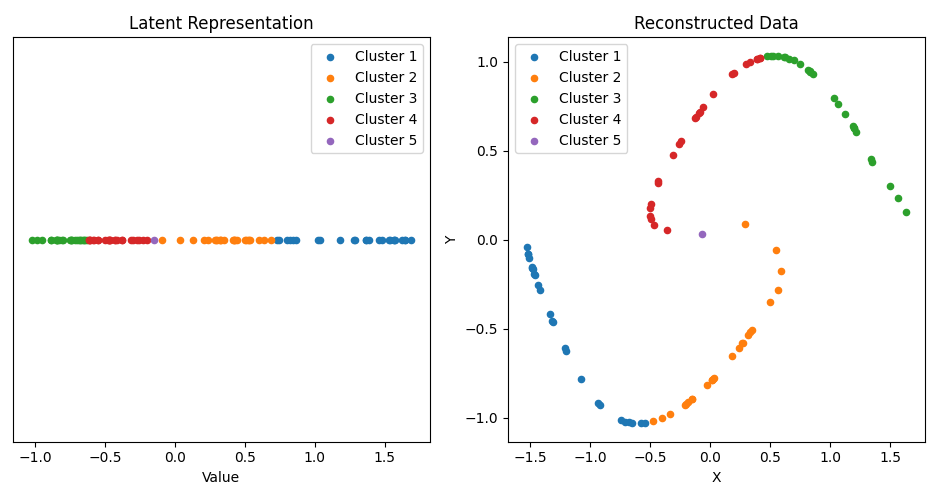 Latent Representation
Cluster 1
Cluster 2
Cluster 3
Cluster 4
Cluster 5
−1.0 −0.5 0.0 0.5 1.0 1.5
Value
Reconstructed Data
Cluster 1
Cluster 2
Cluster 3
Cluster 4
Cluster 5
1.0
0.5
0.0
−0.5
−1.0
Y
−1.5 −1.0 −0.5 0.0 0.5 1.0 1.5
X